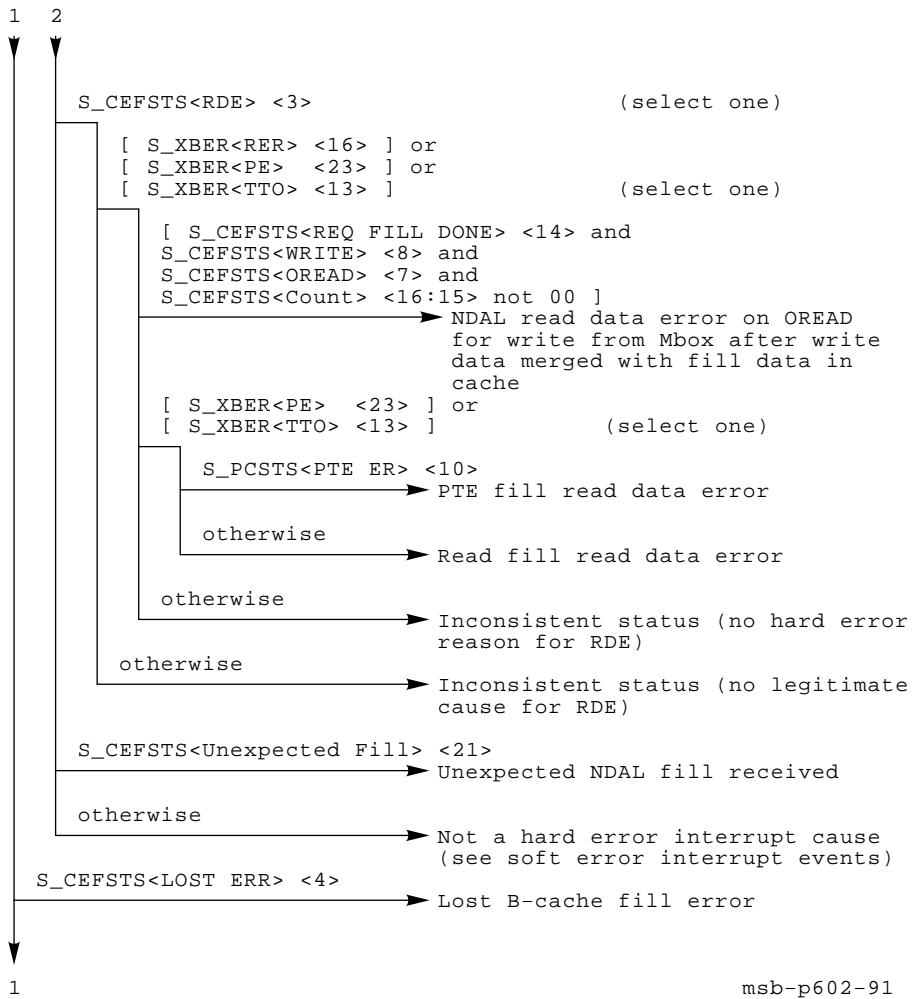 1 2
S_CEFSTS<RDE> <3> (select one)
[ S_XBER<RER> <16> ] or
[ S_XBER<PE> <23> ] or
[ S_XBER<TTO> <13> ] (select one)
[ S_CEFSTS<REQ FILL DONE> <14> and
S_CEFSTS<WRITE> <8> and
S_CEFSTS<OREAD> <7> and
S_CEFSTS<Count> <16:15> not 00 ]
NDAL read data error on OREAD
for write from Mbox after write
data merged with fill data in
cache
[ S_XBER<PE> <23> ] or
[ S_XBER<TTO> <13> ] (select one)
S_PCSTS<PTE ER> <10>
PTE fill read data error
otherwise
Read fill read data error
otherwise
Inconsistent status (no hard error
reason for RDE)
otherwise
Inconsistent status (no legitimate
cause for RDE)
S_CEFSTS<Unexpected Fill> <21>
Unexpected NDAL fill received
otherwise
Not a hard error interrupt cause
(see soft error interrupt events)
S_CEFSTS<LOST ERR> <4>
Lost B-cache fill error
1 msb-p602-91